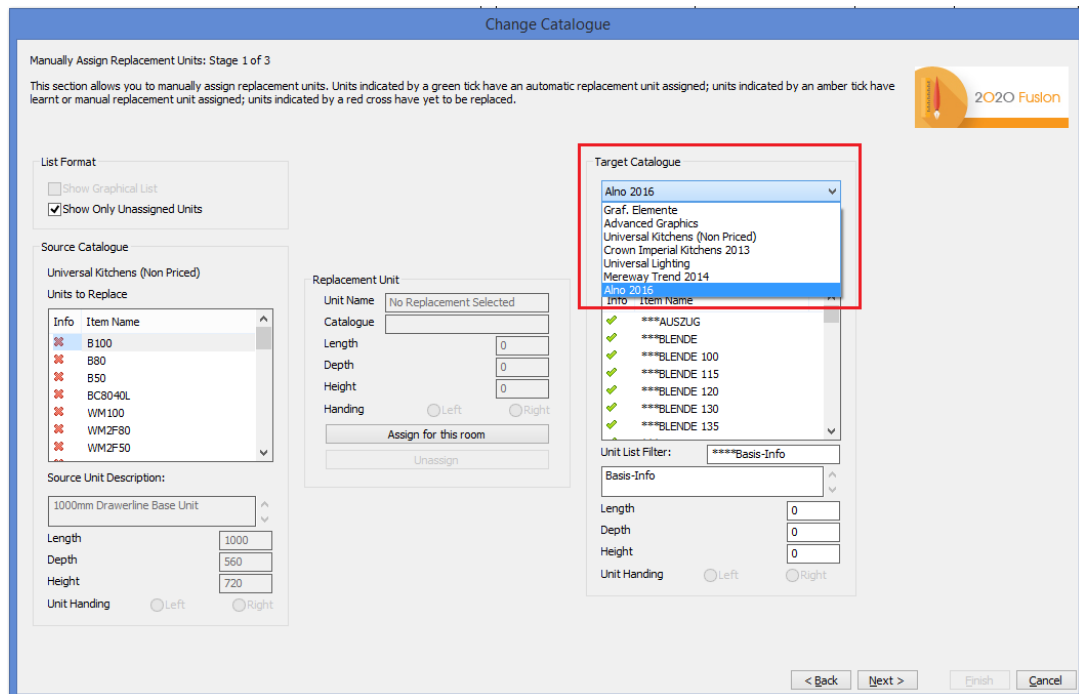 Change Catalogue
Manually Assign Replacement Units: Stage 1 of 3
This section allows you to manually assign replacement units. Units indicated by a green tick have an automatic replacement unit assigned; units indicated by an amber tick have
learnt or manual replacement unit assigned; units indicated by a red cross have yet to be replaced.
2020 Fusion
List Format
Show Graphical List
Show Only Unassigned Units
Source Catalogue
Universal Kitchens (Non Priced)
Units to Replace
Info Item Name
B100
B80
B50
BC8040L
WM100
WM2F80
WM2F50
Source Unit Description:
1000mm Drawerline Base Unit
Length 1000
Depth 560
Height 720
Unit Handing Left Right
Replacement Unit
Unit Name No Replacement Selected
Catalogue
Length 0
Depth 0
Height 0
Handing Left Right
Assign for this room
Unassign
Target Catalogue
Alno 2016
Graf. Elemente
Advanced Graphics
Universal Kitchens (Non Priced)
Crown Imperial Kitchens 2013
Universal Lighting
Mereway Trend 2014
Alno 2016
Info Item Name
***AUSZUG
***BLENDE
***BLENDE 100
***BLENDE 115
***BLENDE 120
***BLENDE 130
***BLENDE 135
Unit List Filter: ****Basis-Info
Basis-Info
Length 0
Depth 0
Height 0
Unit Handing Left Right
< Back Next > Finish Cancel